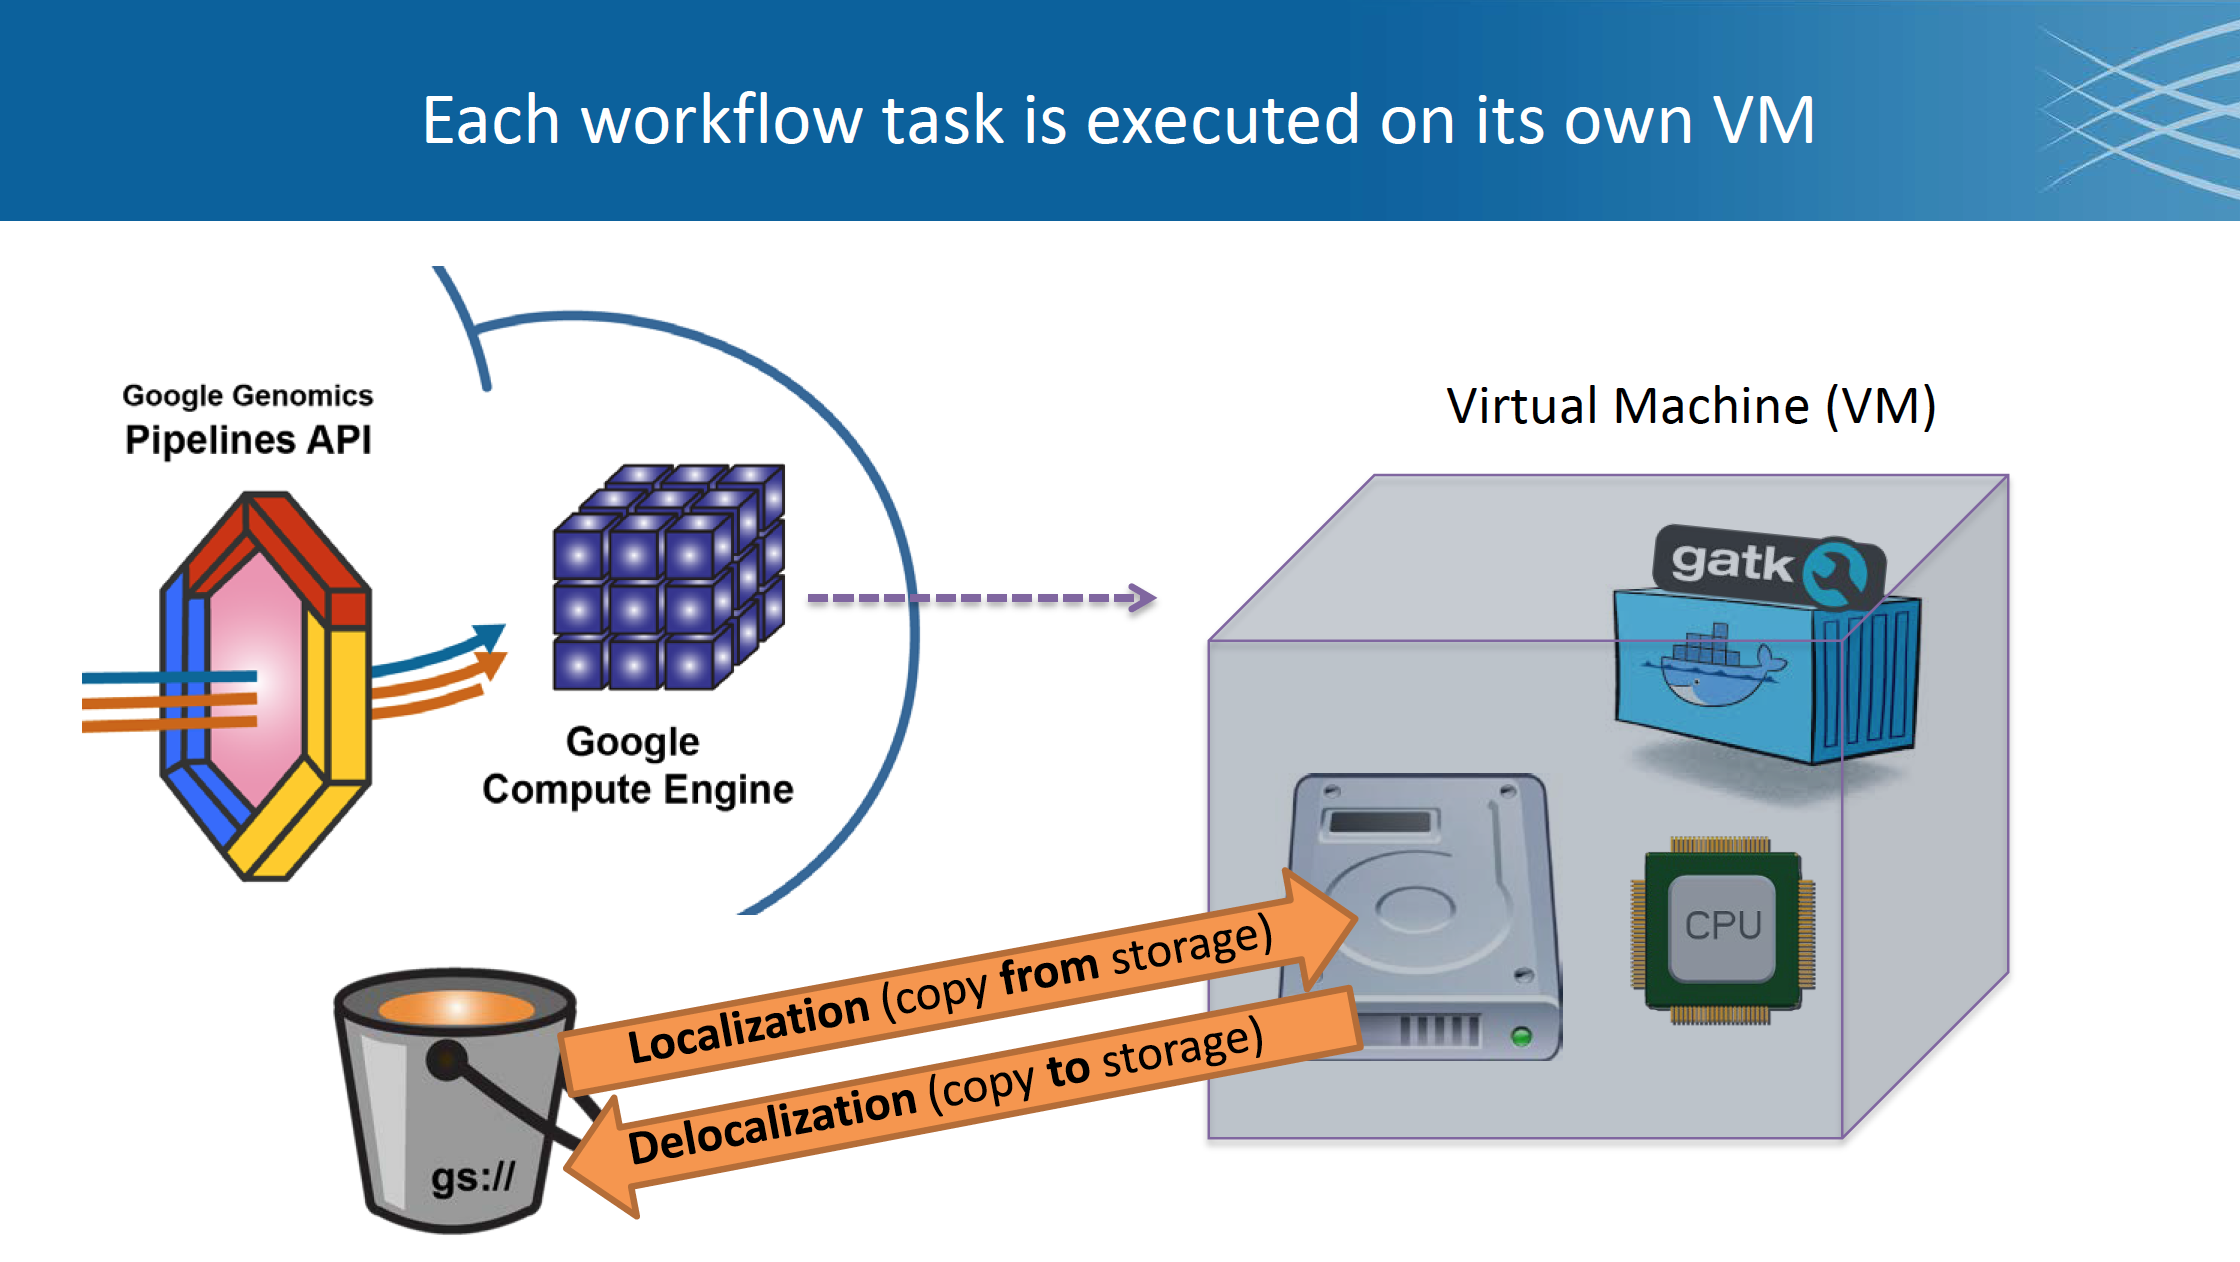 Each workflow task is executed on its own VM
Google Genomics
Pipelines API
Google
Compute Engine
Virtual Machine (VM)
gatk
CPU
Localization (copy from storage)
Delocalization (copy to storage)
gs://